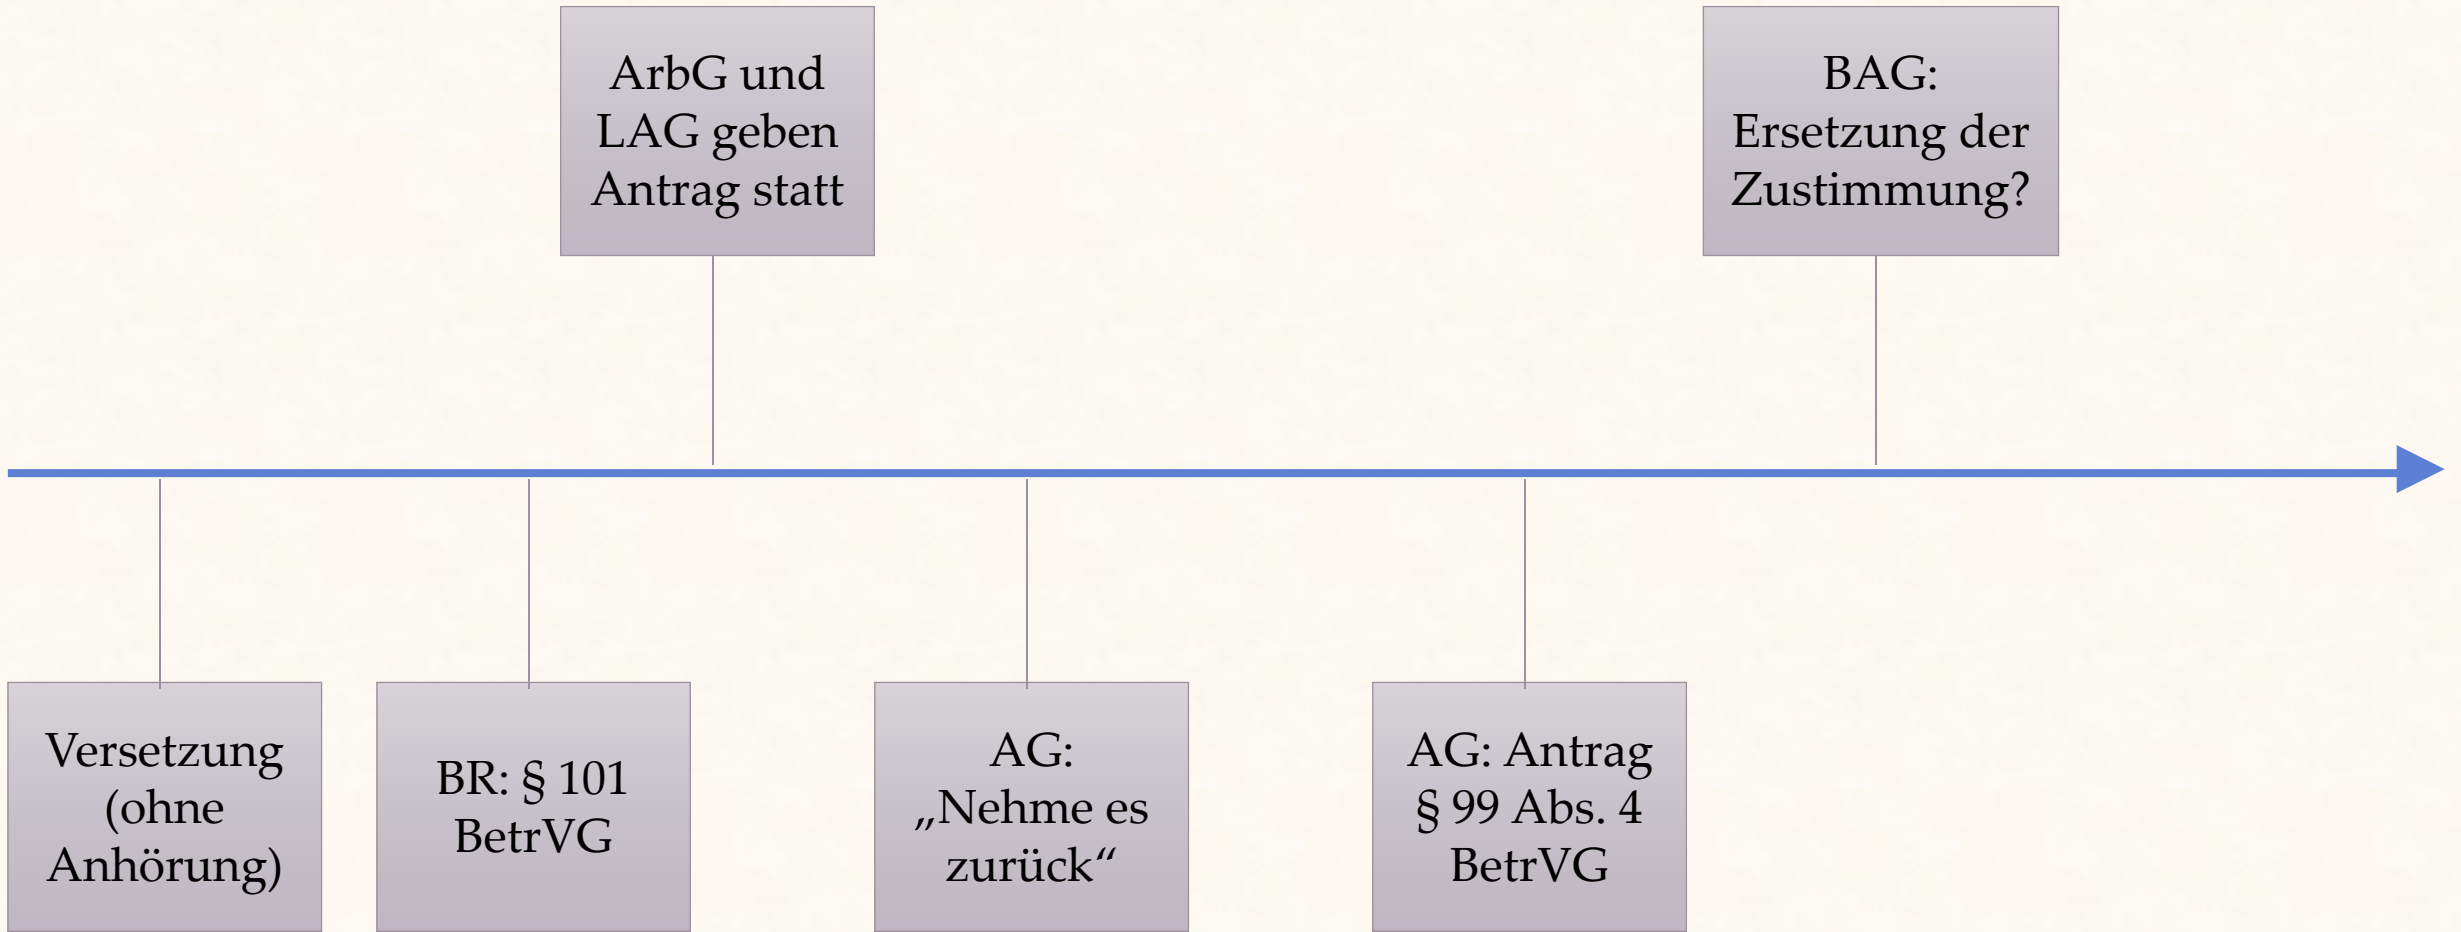 ArbG und
LAG geben
Antrag statt
BAG:
Ersetzung der
Zustimmung?
Versetzung
(ohne
Anhörung)
BR: § 101
BetrVG
AG:
„Nehme es
zurück“
AG: Antrag
§ 99 Abs. 4
BetrVG